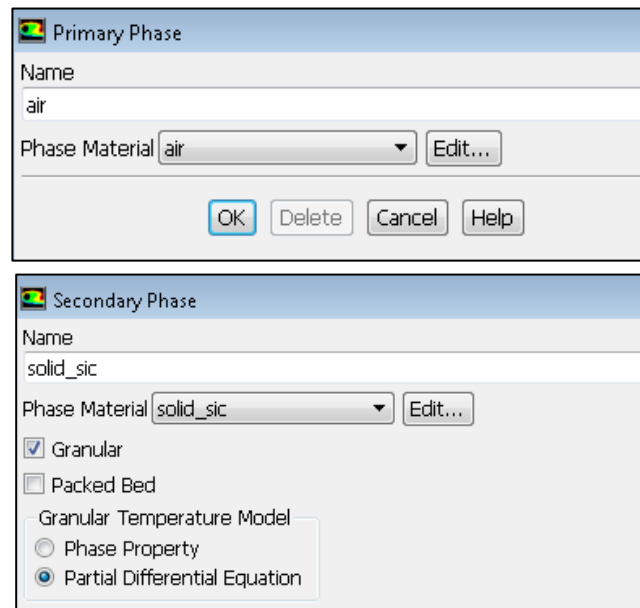 Primary Phase
Name
air
Phase Material air Edit...
OK Delete Cancel Help
Secondary Phase
Name
solid_sic
Phase Material solid_sic Edit...
Granular
Packed Bed
Granular Temperature Model
Phase Property
Partial Differential Equation